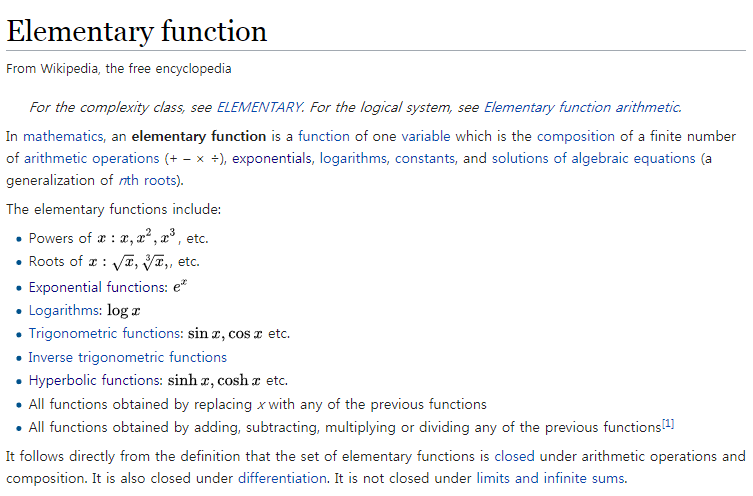 Elementary function
From Wikipedia, the free encyclopedia
For the complexity class, see ELEMENTARY. For the logical system, see Elementary function arithmetic.
In mathematics, an elementary function is a function of one variable which is the composition of a finite number
of arithmetic operations (+ – × ÷), exponentials, logarithms, constants, and solutions of algebraic equations (a
generalization of nth roots).
The elementary functions include:
• Powers of x : x, x², x³, etc.
• Roots of x : √x, ∛x,, etc.
• Exponential functions: eˣ
• Logarithms: log x
• Trigonometric functions: sin x, cos x etc.
• Inverse trigonometric functions
• Hyperbolic functions: sinh x, cosh x etc.
• All functions obtained by replacing x with any of the previous functions
• All functions obtained by adding, subtracting, multiplying or dividing any of the previous functions[1]
It follows directly from the definition that the set of elementary functions is closed under arithmetic operations and
composition. It is also closed under differentiation. It is not closed under limits and infinite sums.